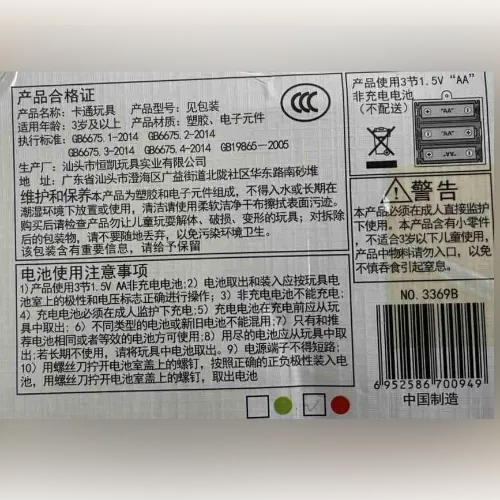 产品合格证
产品名称：卡通玩具 产品型号：见包装
适用年龄：3岁及以上 产品材质：塑胶、电子元件
执行标准：GB6675.1-2014 GB6675.2-2014
GB6675.3-2014 GB6675.4-2014 GB19865-2005
生产厂：汕头市恒凯玩具实业有限公司
地 址：广东省汕头市澄海区广益街道北陇社区华东路南砂堆
维护和保养本产品为塑胶和电子元件组成，不得入水或长期在
潮湿环境下放置或使用，清洁请使用柔软洁净干布擦拭表面污迹。
购买后请检查产品勿让儿童玩耍解体、破损、变形的玩具；对拆除
后的包装物，请不要随地丢弃，以免污染环境卫生。
该包装含有重要信息，请给予保留
CCC
产品使用3节1.5V “AA”
非充电电池
（不配送）
"AA"
"AA"
"AA"
警告
本产品必须在成人直接监护
下使用。本产品含有小零件
，不适合3岁以下儿童使用，
产品中物料请勿入口，以免
不慎吞食引起窒息。
电池使用注意事项
1)产品使用3节1.5V AA非充电电池；2）电池取出和装入应按玩具电
池室上的极性和电压标志正确进行操作；3）非充电电池不能充电；
4）充电电池必须在成人监护下充电；5）充电电池在充电前应从玩
具中取出；6）不同类型的电池或新旧电池不能混用；7）只有和推
荐电池相同或者等效的电池方可使用；8）用尽的电池应从玩具中取
出；若长期不使用，请将玩具中电池取出。9）电源端子不得短路；
10）用螺丝刀拧开电池室盖上的螺钉，按照正确的正负极性装入电
池，用螺丝刀拧开电池室盖上的螺钉，取出电池
NO.3369B
6952586700949
中国制造